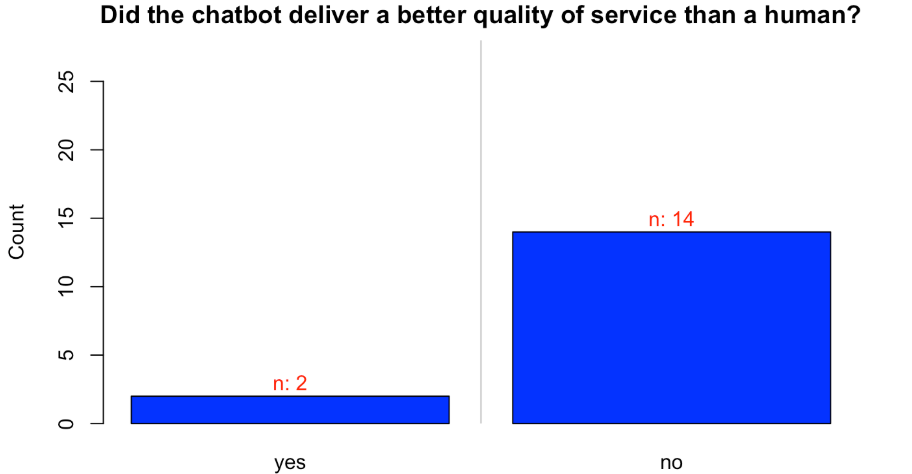 Did the chatbot deliver a better quality of service than a human?
Count
25
20
15
10
5
0
n: 2
n: 14
yes
no